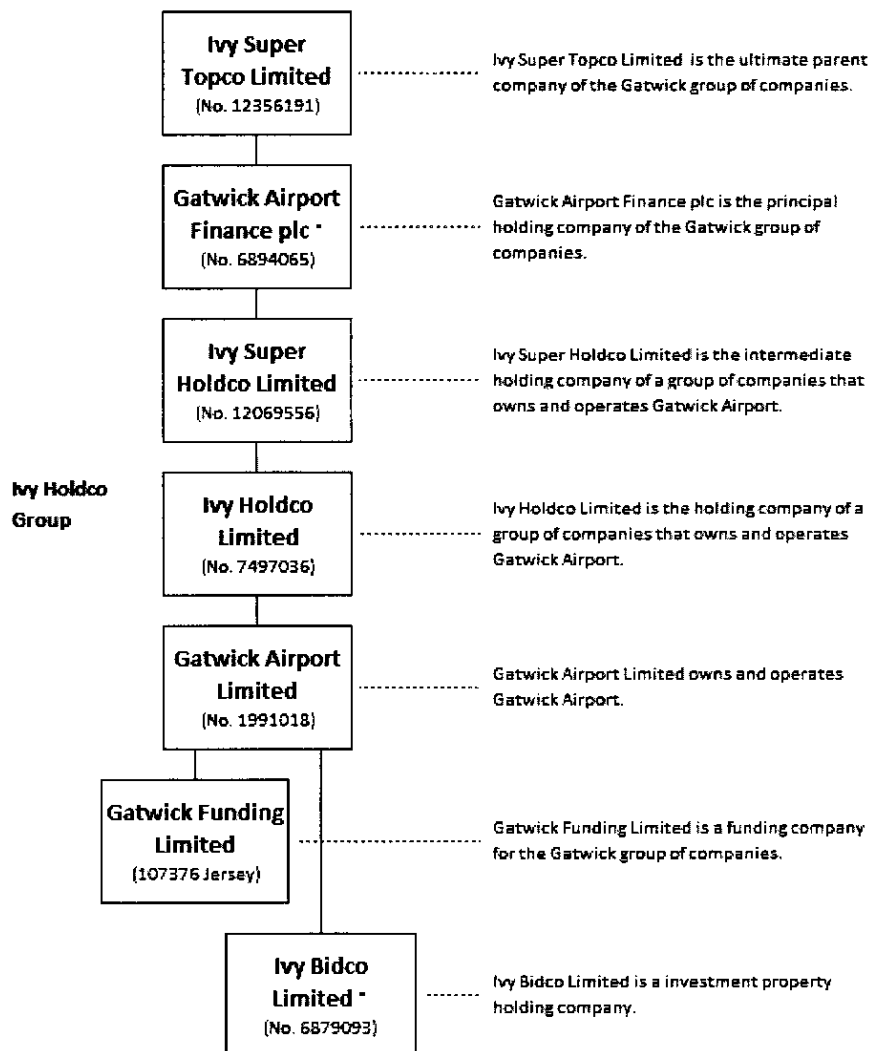 Ivy Super
Topco Limited
(No. 12356191)
Ivy Super Topco Limited is the ultimate parent
company of the Gatwick group of companies.
Gatwick Airport
Finance plc *
(No. 6894065)
Gatwick Airport Finance plc is the principal
holding company of the Gatwick group of
companies.
Ivy Super
Holdco Limited
(No. 12069556)
Ivy Super Holdco Limited is the intermediate
holding company of a group of companies that
owns and operates Gatwick Airport.
Ivy Holdco
Group
Ivy Holdco
Limited
(No. 7497036)
Ivy Holdco Limited is the holding company of a
group of companies that owns and operates
Gatwick Airport.
Gatwick Airport
Limited
(No. 1991018)
Gatwick Airport Limited owns and operates
Gatwick Airport.
Gatwick Funding
Limited
(107376 Jersey)
Gatwick Funding Limited is a funding company
for the Gatwick group of companies.
Ivy Bidco
Limited *
(No. 6879093)
Ivy Bidco Limited is a investment property
holding company.